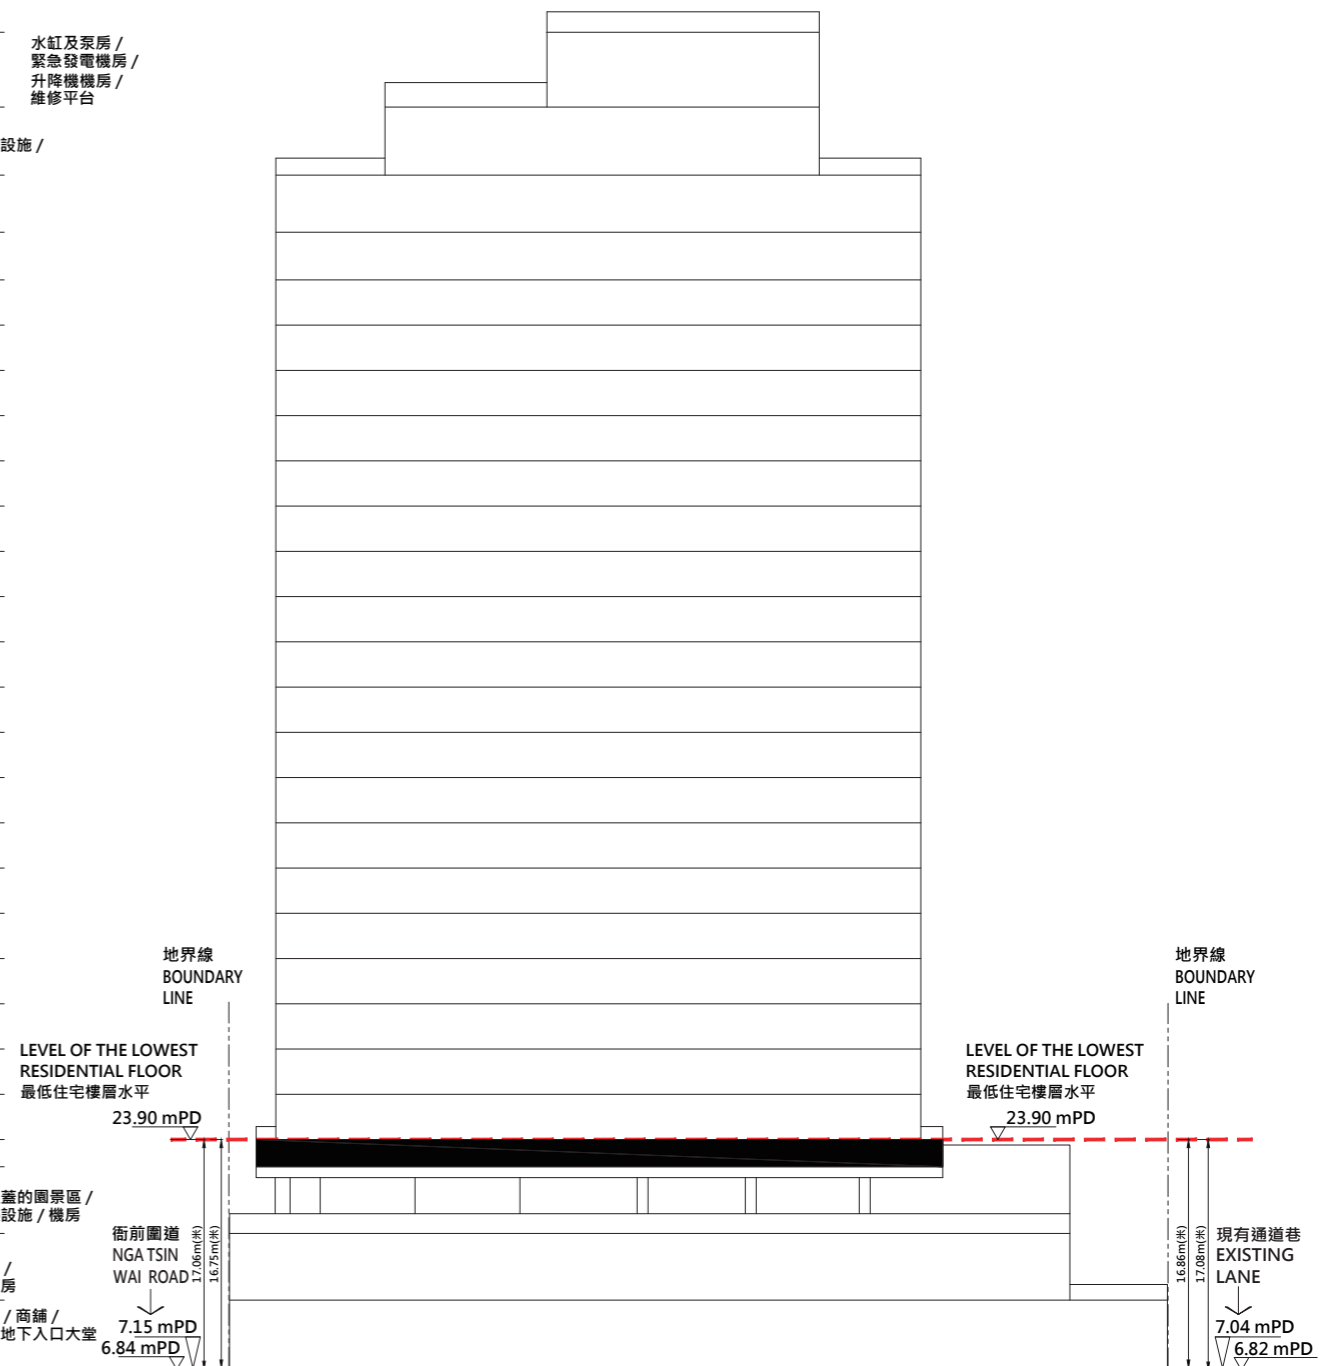 水缸及泵房 /
緊急發電機房 /
升降機機房 /
維修平台
設施 /
地界線
BOUNDARY
LINE
地界線
BOUNDARY
LINE
LEVEL OF THE LOWEST
RESIDENTIAL FLOOR
最低住宅樓層水平
23.90 mPD
LEVEL OF THE LOWEST
RESIDENTIAL FLOOR
最低住宅樓層水平
23.90 mPD
蓋的園景區 /
設施 / 機房
衙前圍道
NGA TSIN
WAI ROAD
17.06m(米)
16.75m(米)
16.86m(米)
17.08m(米)
現有通道巷
EXISTING
LANE
/
房
/ 商舖 /
地下入口大堂
7.15 mPD
6.84 mPD
7.04 mPD
6.82 mPD